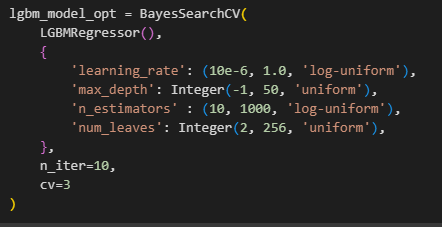 lgbm_model_opt = BayesSearchCV(
    LGBMRegressor(),
    {
        'learning_rate': (10e-6, 1.0, 'log-uniform'),
        'max_depth': Integer(-1, 50, 'uniform'),
        'n_estimators' : (10, 1000, 'log-uniform'),
        'num_leaves': Integer(2, 256, 'uniform'),
    },
    n_iter=10,
    cv=3
)